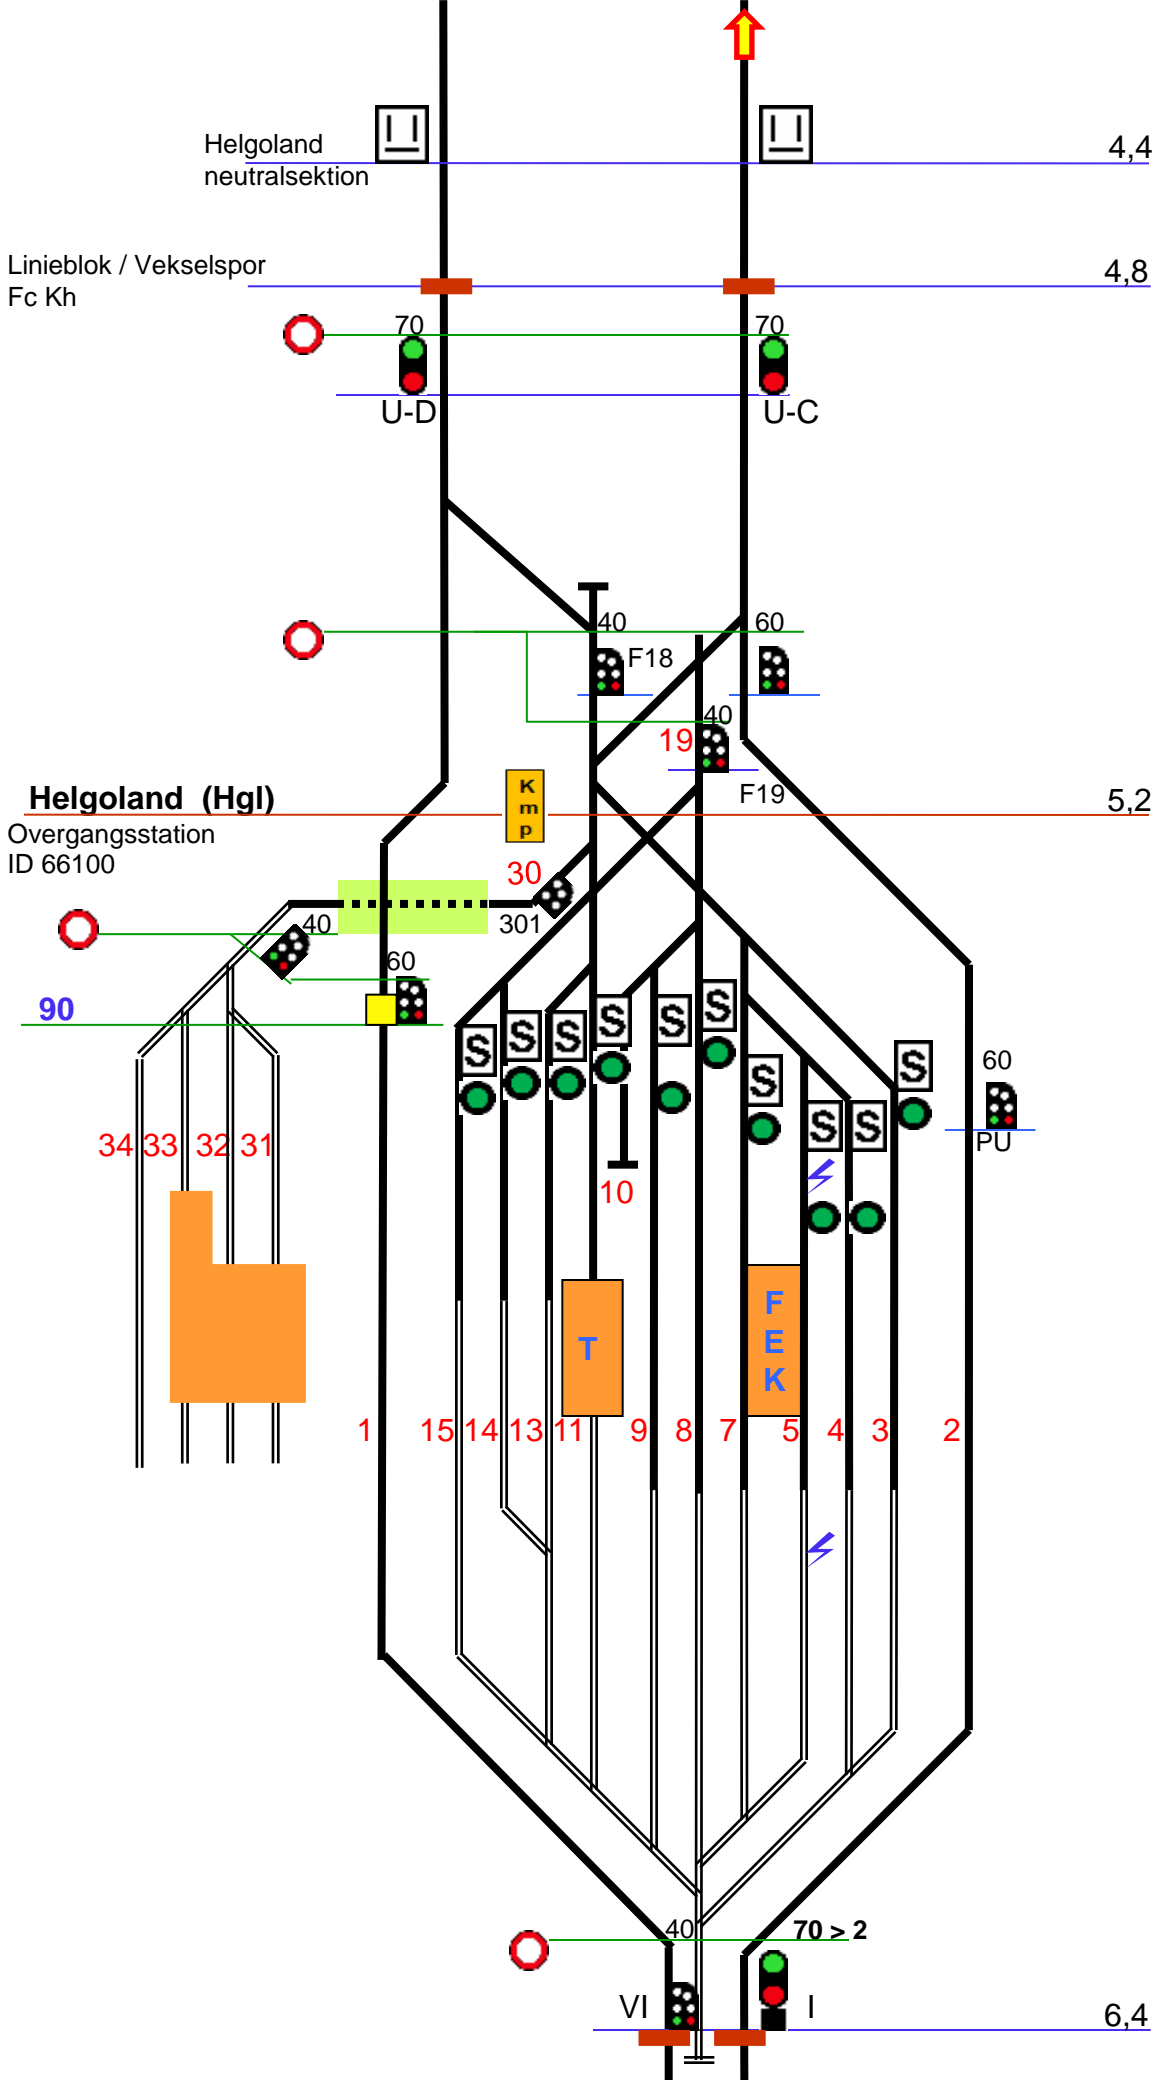 Helgoland
neutralsektion
4,4
Linieblok / Vekselspor
Fc Kh
4,8
70
70
U-D
U-C
40
60
F18
40
19
F19
K
m
p
Helgoland (Hgl)
5,2
Overgangsstation
ID 66100
30
301
40
60
90
S
S
S
S
S
S
S
S
S
S
60
PU
34 33 32 31
10
T
F
E
K
1 15 14 13 11 9 8 7 5 4 3 2
40
70 > 2
VI
I
6,4